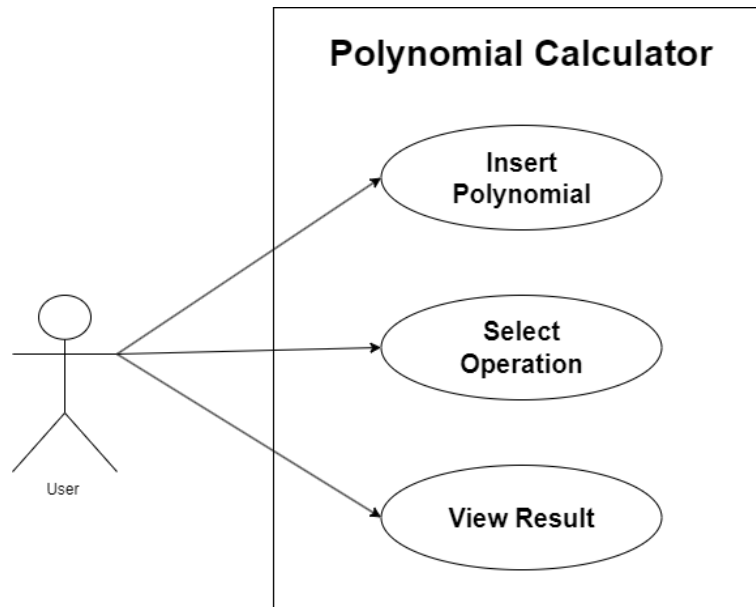 Polynomial Calculator
Insert
Polynomial
Select
Operation
User
View Result